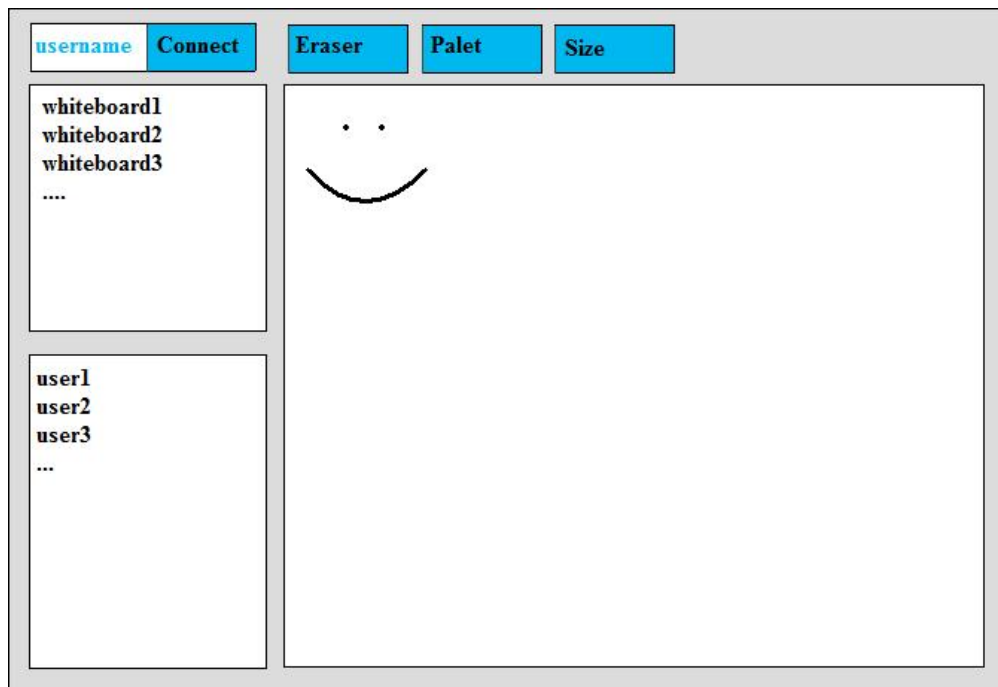 username Connect Eraser Palet Size
whiteboard1
whiteboard2
whiteboard3
....
user1
user2
user3
...